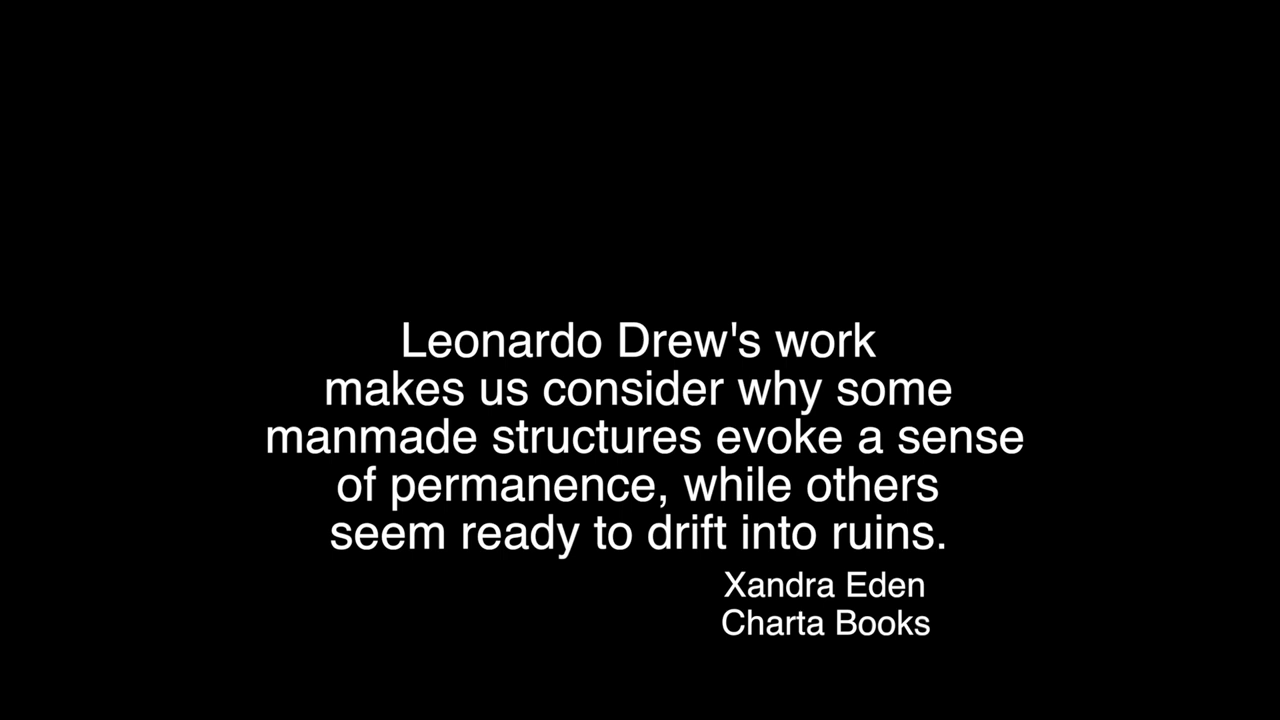 Leonardo Drew's work
makes us consider why some
manmade structures evoke a sense
of permanence, while others
seem ready to drift into ruins.
Xandra Eden
Charta Books